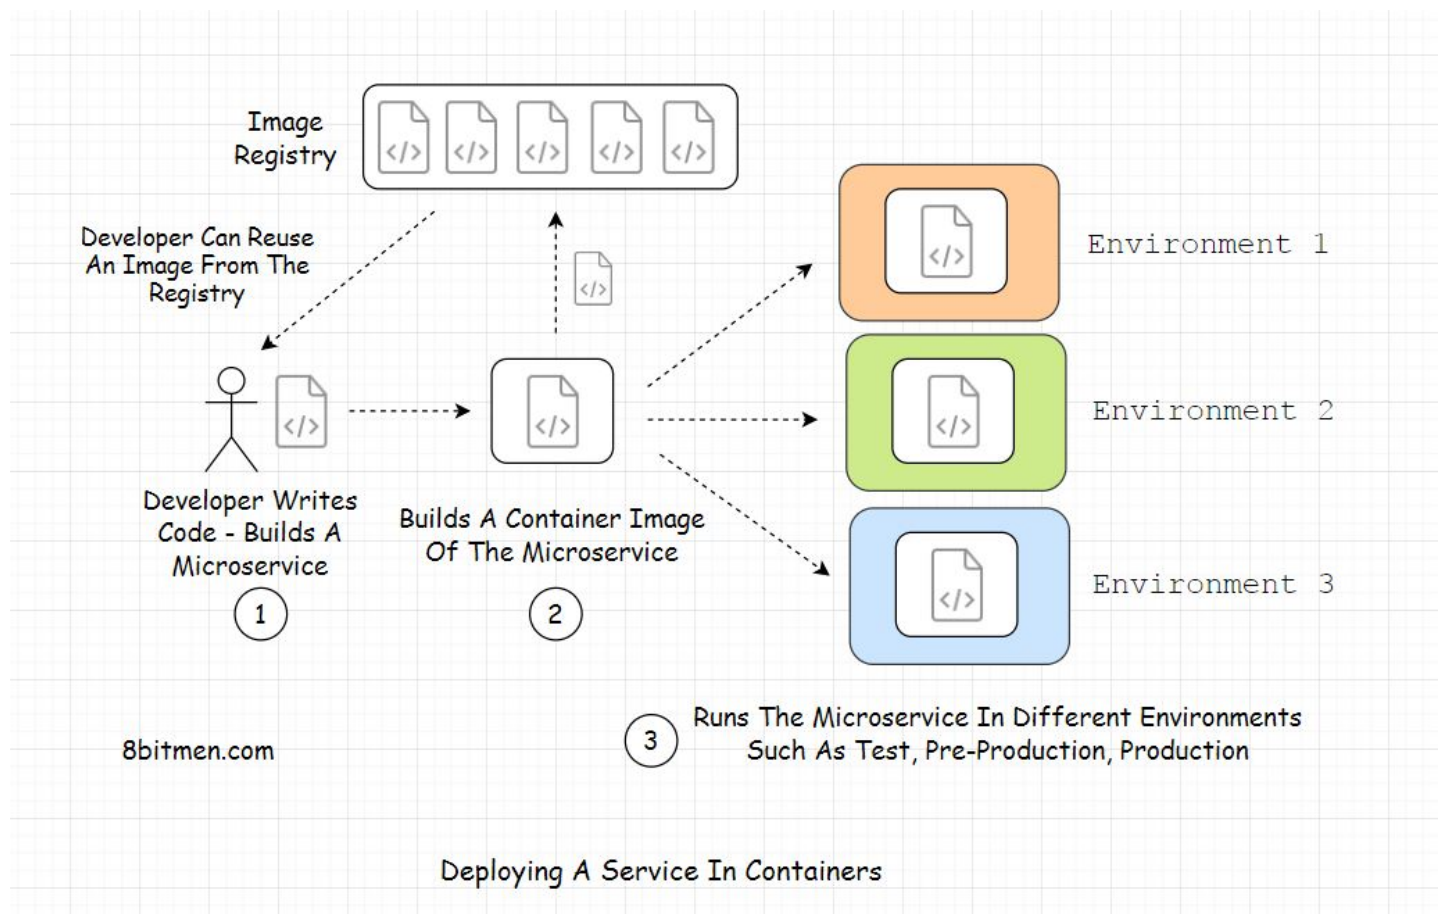 Image
Registry
Developer Can Reuse
An Image From The
Registry
Environment 1
Environment 2
Environment 3
Developer Writes
Code - Builds A
Microservice
1
Builds A Container Image
Of The Microservice
2
3
Runs The Microservice In Different Environments
Such As Test, Pre-Production, Production
8bitmen.com
Deploying A Service In Containers